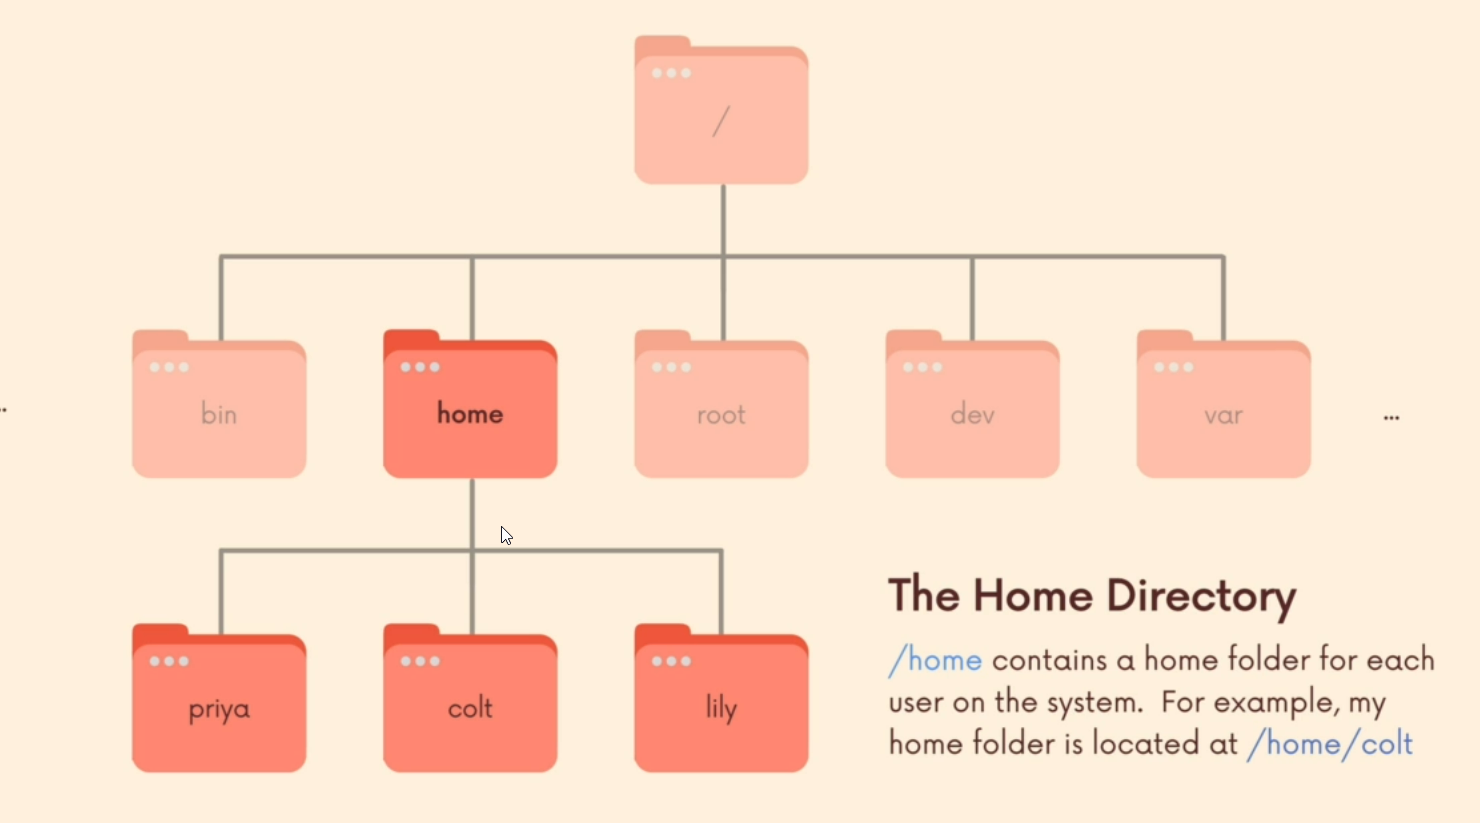 /
bin
home
root
dev
var
...
...
priya
colt
lily
The Home Directory
/home contains a home folder for each
user on the system.  For example, my
home folder is located at /home/colt